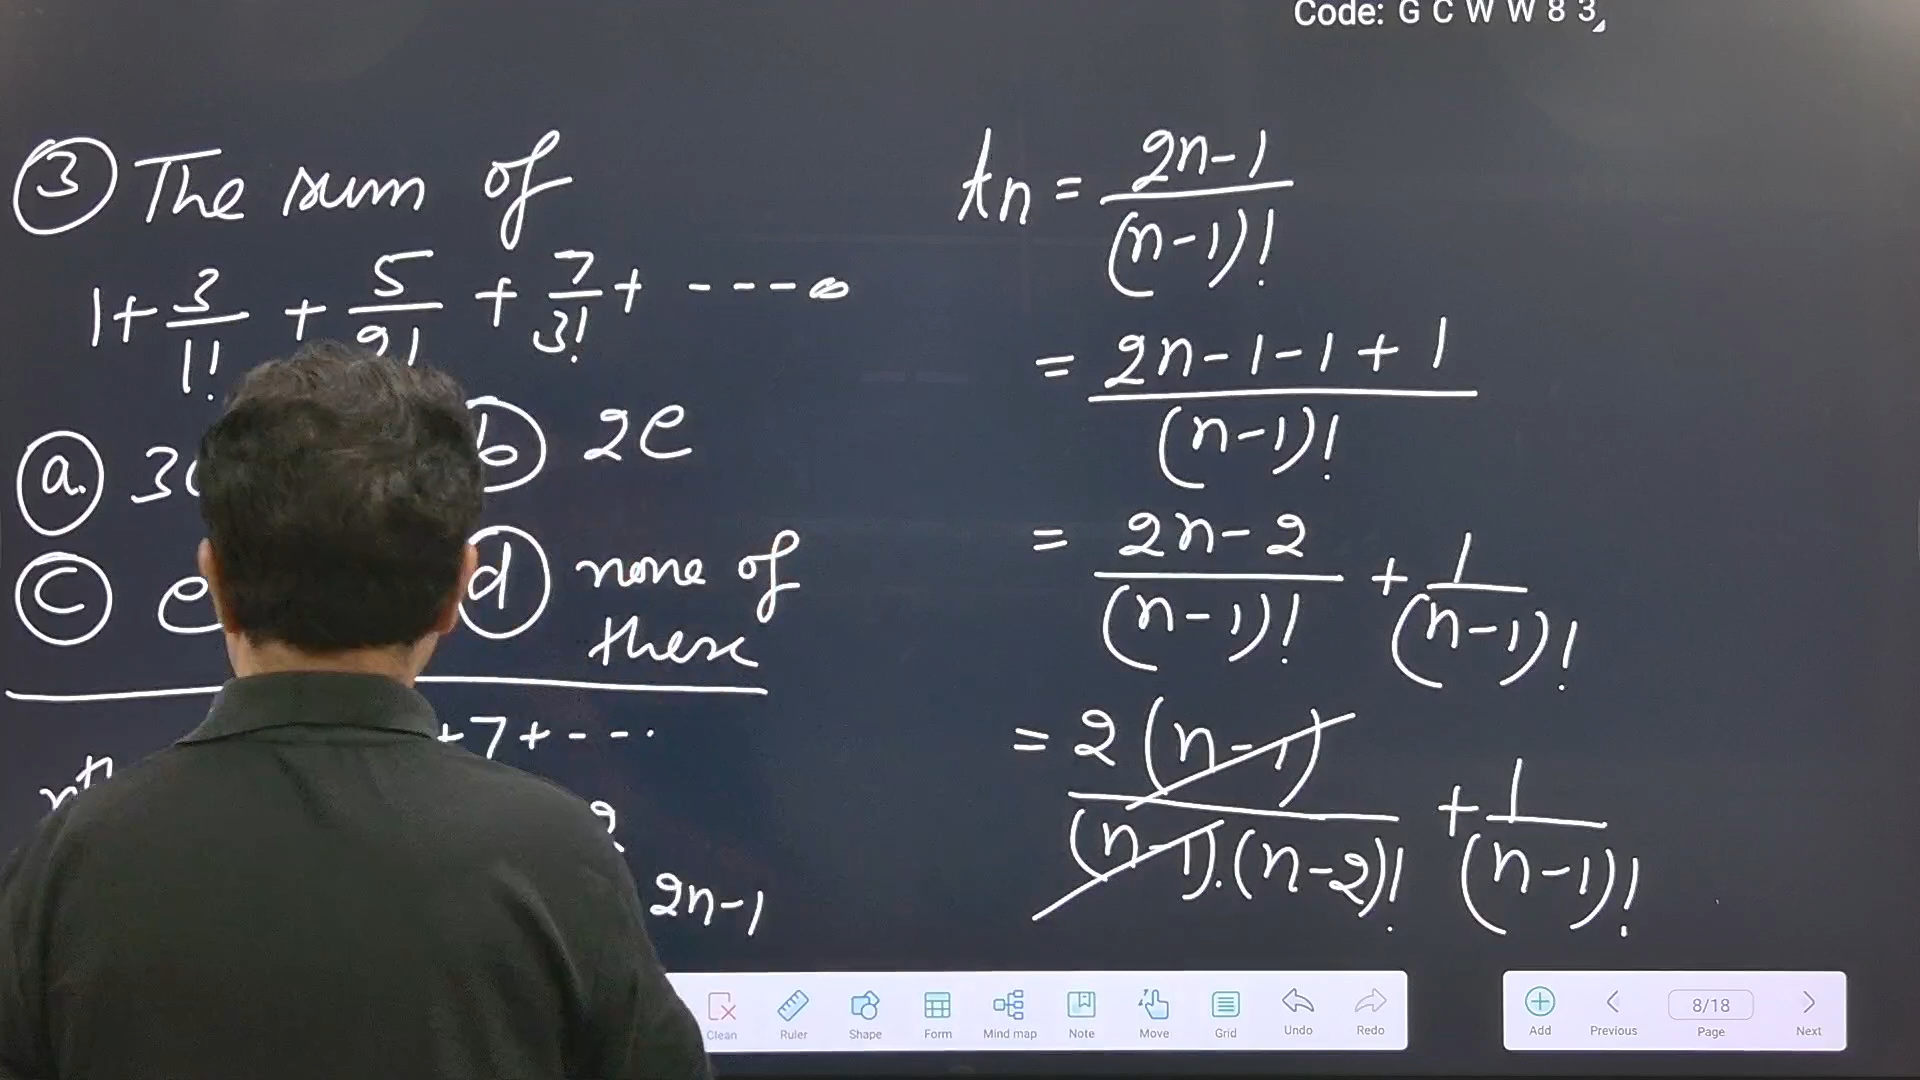 Code: G C W W 8 3
③ The sum of
1 + 3/1! + 5/2! + 7/3! + ----∞
ⓐ. 3 ⓑ 2e
ⓒ e ⓓ none of
these
+7+---.
nth
2n-1
tn = 2n-1/(n-1)!
= 2n-1-1+1/(n-1)!
= 2n-2/(n-1)! + 1/(n-1)!
= 2(n-1)/(n-1).(n-2)! + 1/(n-1)!
Clean Ruler Shape Form Mind map Note Move Grid Undo Redo
Add Previous 8/18 Page Next